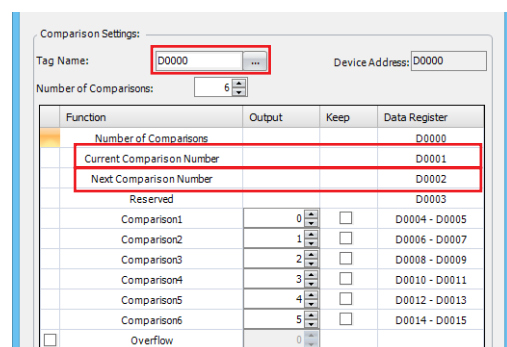 Comparison Settings:
Tag Name: D0000 ... Device Address: D0000
Number of Comparisons: 6
Function Output Keep Data Register
Number of Comparisons D0000
Current Comparison Number D0001
Next Comparison Number D0002
Reserved D0003
Comparison1 0 D0004 - D0005
Comparison2 1 D0006 - D0007
Comparison3 2 D0008 - D0009
Comparison4 3 D0010 - D0011
Comparison5 4 D0012 - D0013
Comparison6 5 D0014 - D0015
Overflow 0